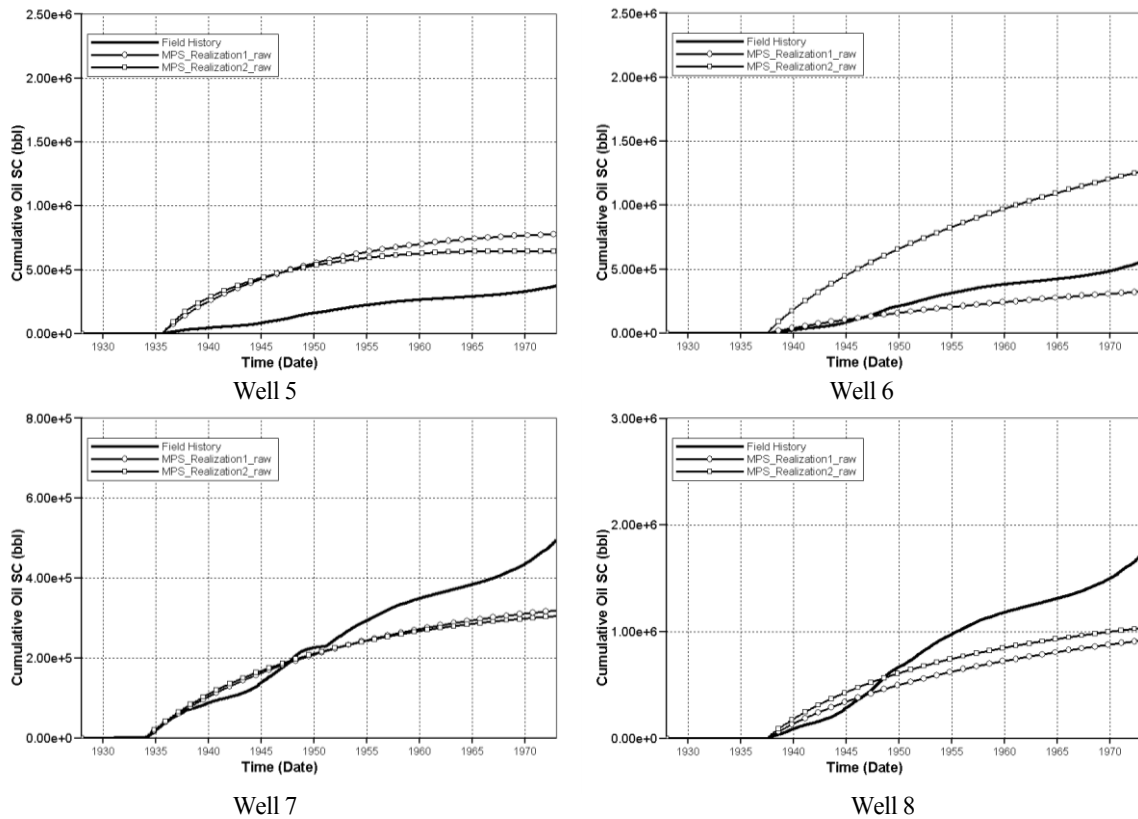 2.50e+6
2.00e+6
1.50e+6
1.00e+6
5.00e+5
0.00e+0
Cumulative Oil SC (bbl)
Field History
MPS_Realization1_raw
MPS_Realization2_raw
1930 1935 1940 1945 1950 1955 1960 1965 1970
Time (Date)
Well 5
2.50e+6
2.00e+6
1.50e+6
1.00e+6
5.00e+5
0.00e+0
Cumulative Oil SC (bbl)
Field History
MPS_Realization1_raw
MPS_Realization2_raw
1930 1935 1940 1945 1950 1955 1960 1965 1970
Time (Date)
Well 6
8.00e+5
6.00e+5
4.00e+5
2.00e+5
0.00e+0
Cumulative Oil SC (bbl)
Field History
MPS_Realization1_raw
MPS_Realization2_raw
1930 1935 1940 1945 1950 1955 1960 1965 1970
Time (Date)
Well 7
3.00e+6
2.00e+6
1.00e+6
0.00e+0
Cumulative Oil SC (bbl)
Field History
MPS_Realization1_raw
MPS_Realization2_raw
1930 1935 1940 1945 1950 1955 1960 1965 1970
Time (Date)
Well 8